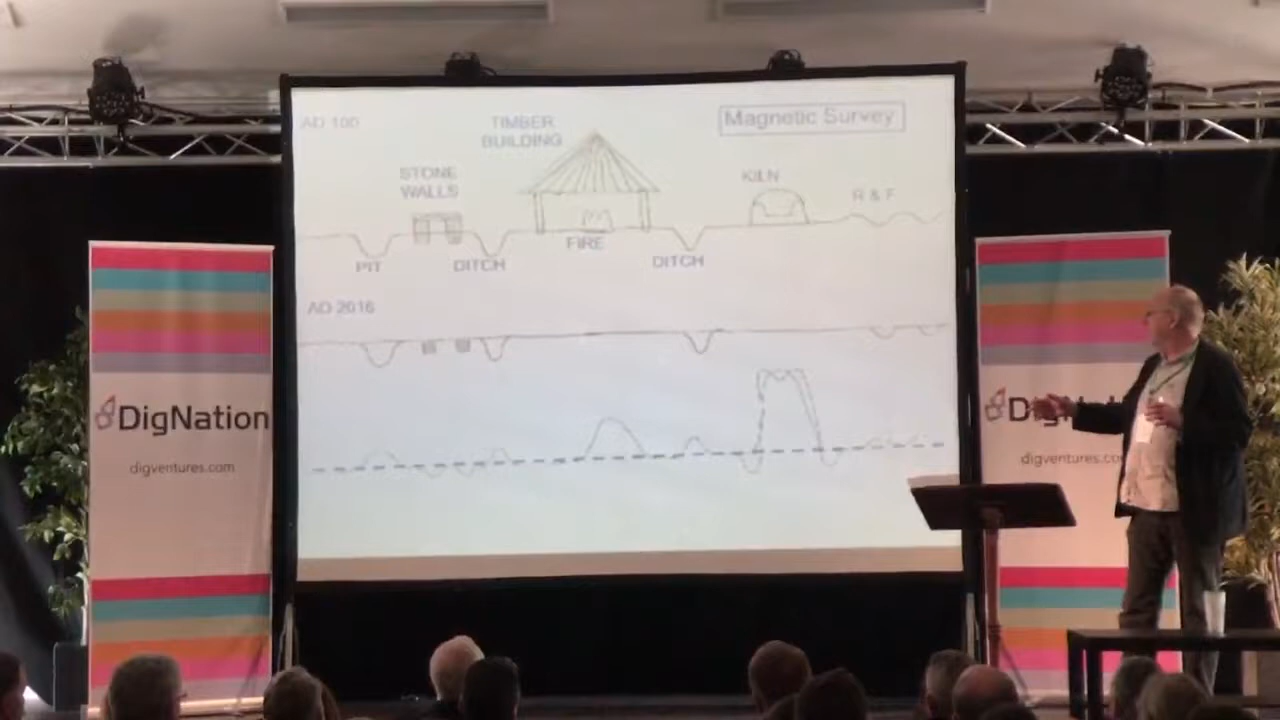 AD 100
TIMBER
BUILDING
Magnetic Survey
STONE
WALLS
KILN
R & F
FIRE
PIT
DITCH
DITCH
AD 2016
DigNation
digventures.com
digventures.co